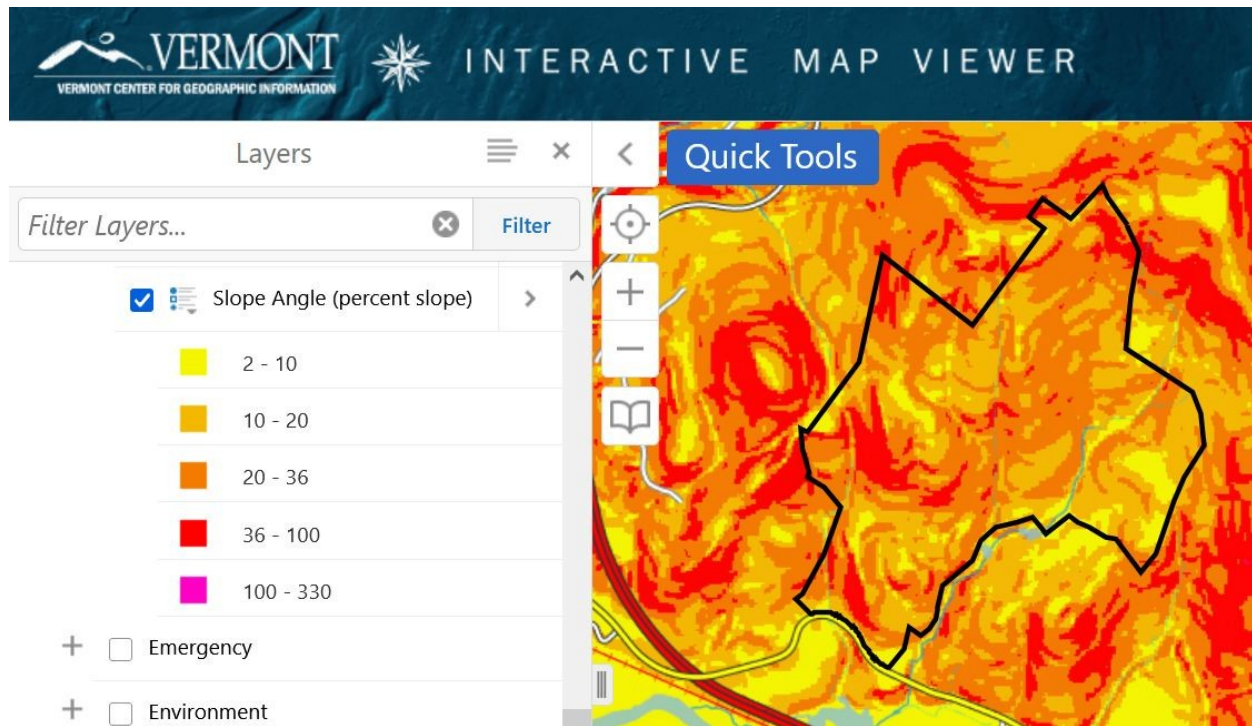 VERMONT
VERMONT CENTER FOR GEOGRAPHIC INFORMATION
INTERACTIVE MAP VIEWER
Layers
Quick Tools
Filter Layers...
Filter
Slope Angle (percent slope)
2 - 10
10 - 20
20 - 36
36 - 100
100 - 330
Emergency
Environment